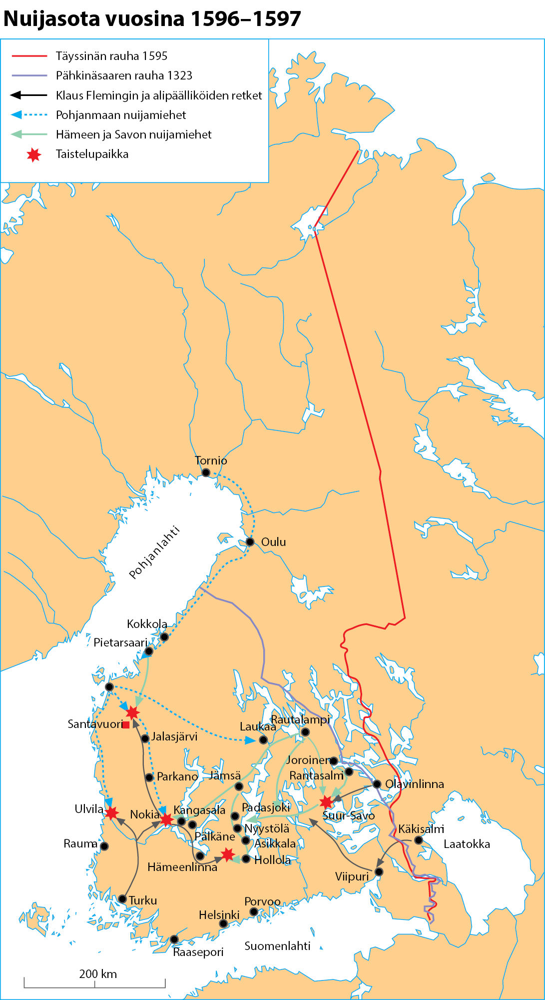 Nuijasota vuosina 1596–1597
Täyssinän rauha 1595
Pähkinäsaaren rauha 1323
Klaus Flemingin ja alipäälliköiden retket
Pohjanmaan nuijamiehet
Hämeen ja Savon nuijamiehet
Taistelupaikka
Tornio
Oulu
Pohjanlahti
Kokkola
Pietarsaari
Santavuori
Rautalampi
Laukaa
Jalasjärvi
Joroinen
Rantasalmi
Parkano
Jämsä
Olavinlinna
Ulvila
Nokia
Kangasala
Padasjoki
Suur-Savo
Nyystölä
Käkisalmi
Pälkäne
Rauma
Asikkala
Laatokka
Hollola
Hämeenlinna
Viipuri
Turku
Porvoo
Helsinki
Suomenlahti
Raasepori
200 km